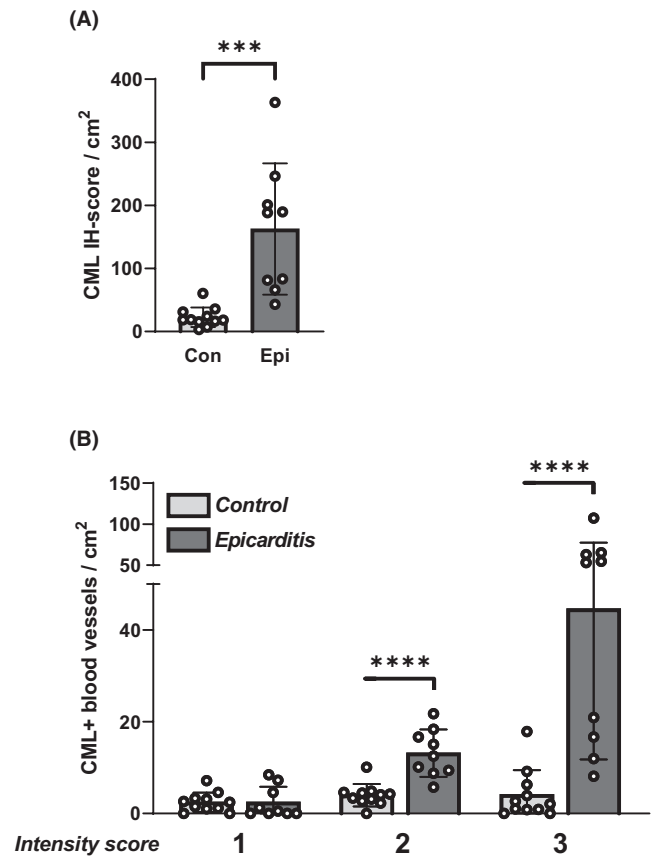 (A)
***
400
300
200
100
0
CML IH-score / cm²
Con Epi
(B)
****
150
100
50
40
20
0
CML+ blood vessels / cm²
Control
Epicarditis
****
Intensity score 1 2 3